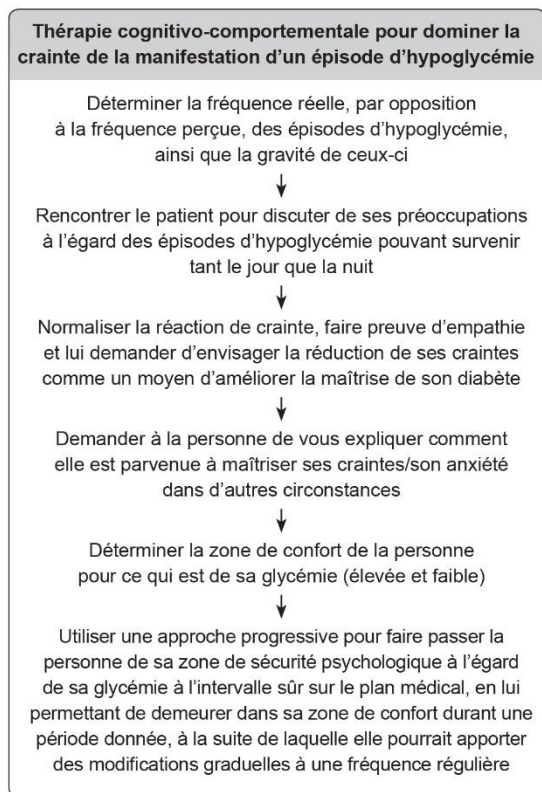 Thérapie cognitivo-comportementale pour dominer la
crainte de la manifestation d’un épisode d’hypoglycémie
Déterminer la fréquence réelle, par opposition
à la fréquence perçue, des épisodes d’hypoglycémie,
ainsi que la gravité de ceux-ci
Rencontrer le patient pour discuter de ses préoccupations
à l’égard des épisodes d’hypoglycémie pouvant survenir
tant le jour que la nuit
Normaliser la réaction de crainte, faire preuve d’empathie
et lui demander d’envisager la réduction de ses craintes
comme un moyen d’améliorer la maîtrise de son diabète
Demander à la personne de vous expliquer comment
elle est parvenue à maîtriser ses craintes/son anxiété
dans d’autres circonstances
Déterminer la zone de confort de la personne
pour ce qui est de sa glycémie (élevée et faible)
Utiliser une approche progressive pour faire passer la
personne de sa zone de sécurité psychologique à l’égard
de sa glycémie à l’intervalle sûr sur le plan médical, en lui
permettant de demeurer dans sa zone de confort durant une
période donnée, à la suite de laquelle elle pourrait apporter
des modifications graduelles à une fréquence régulière